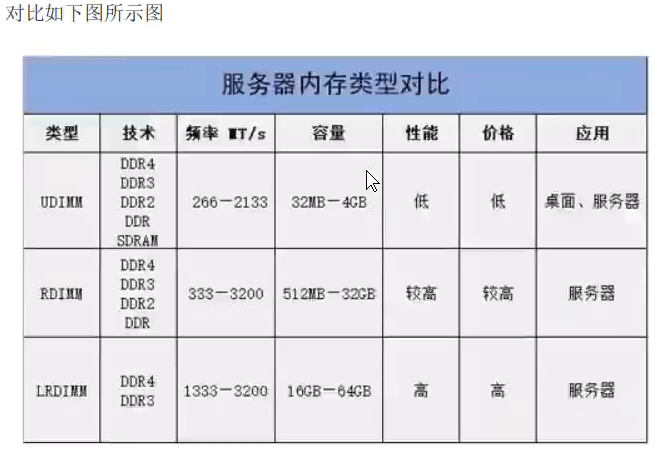 对比如下图所示图
服务器内存类型对比
类型 技术 频率 MT/s 容量 性能 价格 应用
UDIMM DDR4 DDR3 DDR2 DDR SDRAM 266—2133 32MB—4GB 低 低 桌面、服务器
RDIMM DDR4 DDR3 DDR2 DDR 333—3200 512MB—32GB 较高 较高 服务器
LRDIMM DDR4 DDR3 1333—3200 16GB—64GB 高 高 服务器